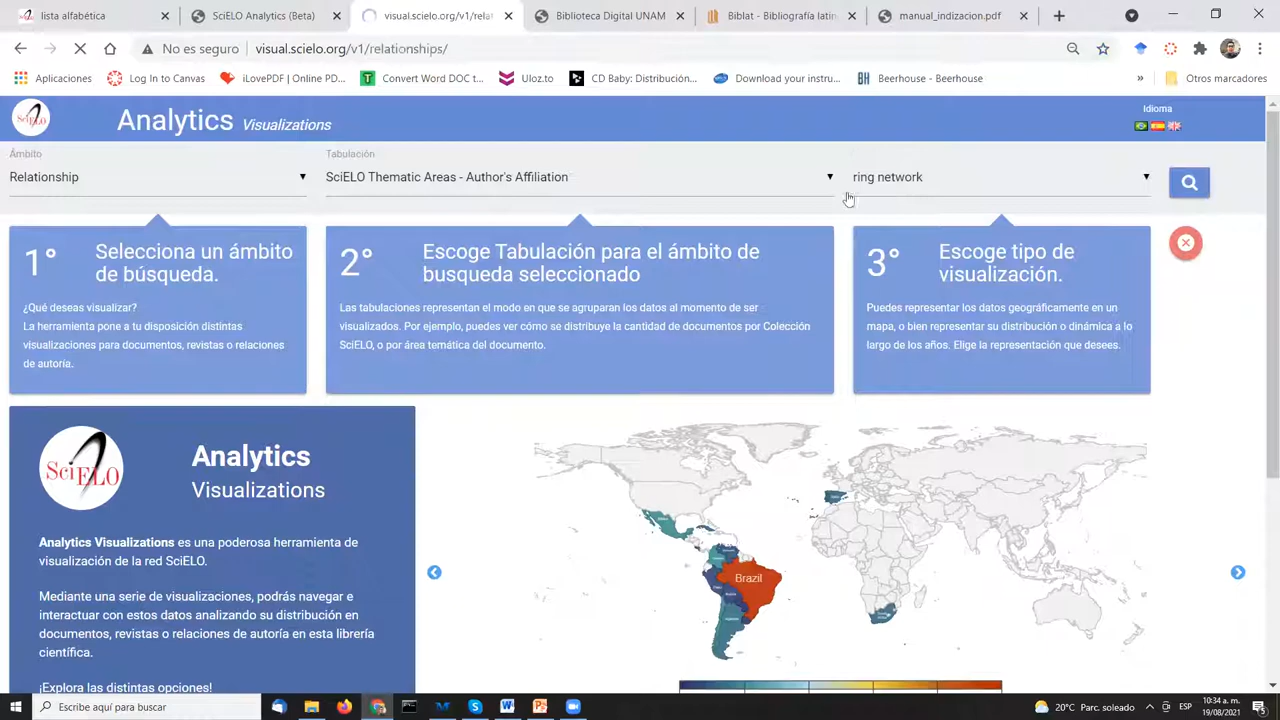 lista alfabética
SciELO Analytics (Beta)
visual.scielo.org/v1/relat
Biblioteca Digital UNAM
Biblat - Bibliografía latin
manual_indizacion.pdf
No es seguro
visual.scielo.org/v1/relationships/
Aplicaciones
Log In to Canvas
iLovePDF | Online PD...
Convert Word DOC t...
Uloz.to
CD Baby: Distribución...
Download your instru...
Beerhouse - Beerhouse
»
Otros marcadores
SciELO
Analytics Visualizations
Idioma
Ámbito
Relationship
Tabulación
SciELO Thematic Areas - Author's Affiliation
ring network
1°
Selecciona un ámbito
de búsqueda.
¿Qué deseas visualizar?
La herramienta pone a tu disposición distintas
visualizaciones para documentos, revistas o relaciones
de autoría.
2°
Escoge Tabulación para el ámbito de
busqueda seleccionado
Las tabulaciones representan el modo en que se agruparan los datos al momento de ser
visualizados. Por ejemplo, puedes ver cómo se distribuye la cantidad de documentos por Colección
SciELO, o por área temática del documento.
3°
Escoge tipo de
visualización.
Puedes representar los datos geográficamente en un
mapa, o bien representar su distribución o dinámica a lo
largo de los años. Elige la representación que desees.
SciELO
Analytics
Visualizations
Analytics Visualizations es una poderosa herramienta de
visualización de la red SciELO.
Mediante una serie de visualizaciones, podrás navegar e
interactuar con estos datos analizando su distribución en
documentos, revistas o relaciones de autoría en esta librería
científica.
¡Explora las distintas opciones!
Brazil
Escribe aquí para buscar
20°C Parc. soleado
ESP
10:34 a. m.
19/08/2021